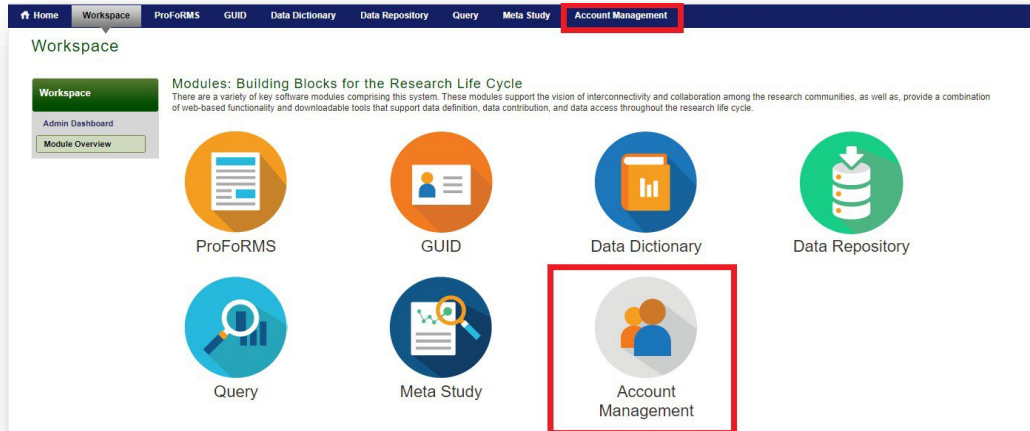 Home Workspace ProFoRMS GUID Data Dictionary Data Repository Query Meta Study Account Management
Workspace
Workspace
Admin Dashboard
Module Overview
Modules: Building Blocks for the Research Life Cycle
There are a variety of key software modules comprising this system. These modules support the vision of interconnectivity and collaboration among the research communities, as well as, provide a combination
of web-based functionality and downloadable tools that support data definition, data contribution, and data access throughout the research life cycle.
ProFoRMS GUID Data Dictionary Data Repository
Query Meta Study Account
Management